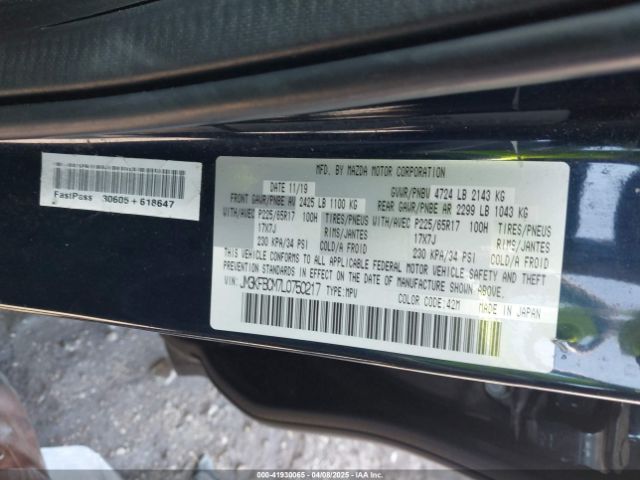 FastPass 30605 + 618647
MFD. BY MAZDA MOTOR CORPORATION
DATE 11/19 GVWR/PNBV 4724 LB 2143 KG
FRONT GAWR/PNBE AV 2425 LB 1100 KG REAR GAWR/PNBE AR 2299 LB 1043 KG
WITH/AVEC P225/65R17 100H TIRES/PNEUS WITH/AVEC P225/65R17 100H TIRES/PNEUS
17X7J RIMS/JANTES 17X7J RIMS/JANTES
230 KPA/34 PSI COLD/A FROID 230 KPA/34 PSI COLD/A FROID
THIS VEHICLE CONFORMS TO ALL APPLICABLE FEDERAL MOTOR VEHICLE SAFETY AND THEFT
PREVENTION STANDARDS IN EFFECT ON THE DATE OF MANUFACTURE SHOWN ABOVE.
VIN: JM3KFBCM7L0750217 TYPE:MPV
COLOR CODE:42M MADE IN JAPAN
000-41930065 04/08/2025 IAA Inc.